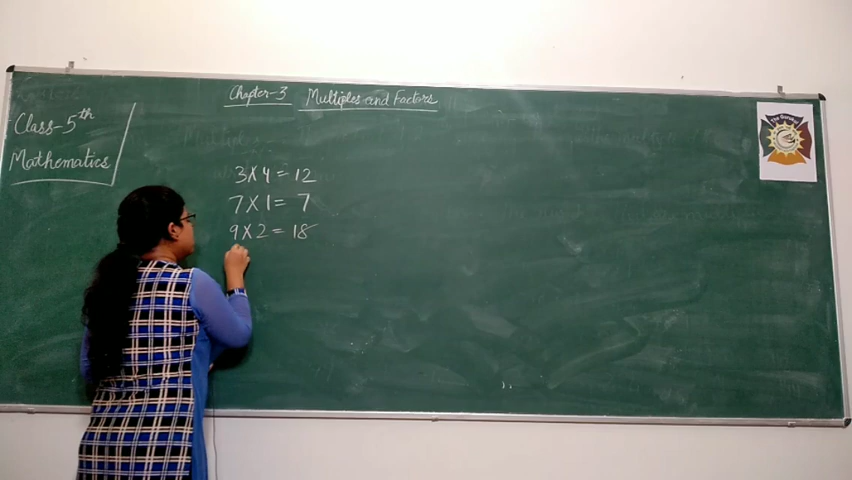 Chapter-3 Multiples and Factors
Class-5th
Mathematics
3 X 4 = 12
7 X 1 = 7
9 X 2 = 18